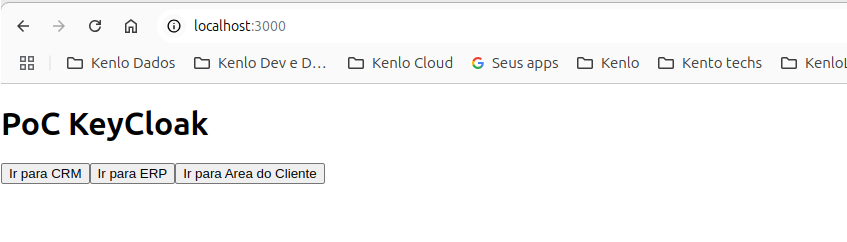 localhost:3000
Kenlo Dados Kenlo Dev e D... Kenlo Cloud Seus apps Kenlo Kento techs KenloL
PoC KeyCloak
Ir para CRM Ir para ERP Ir para Area do Cliente